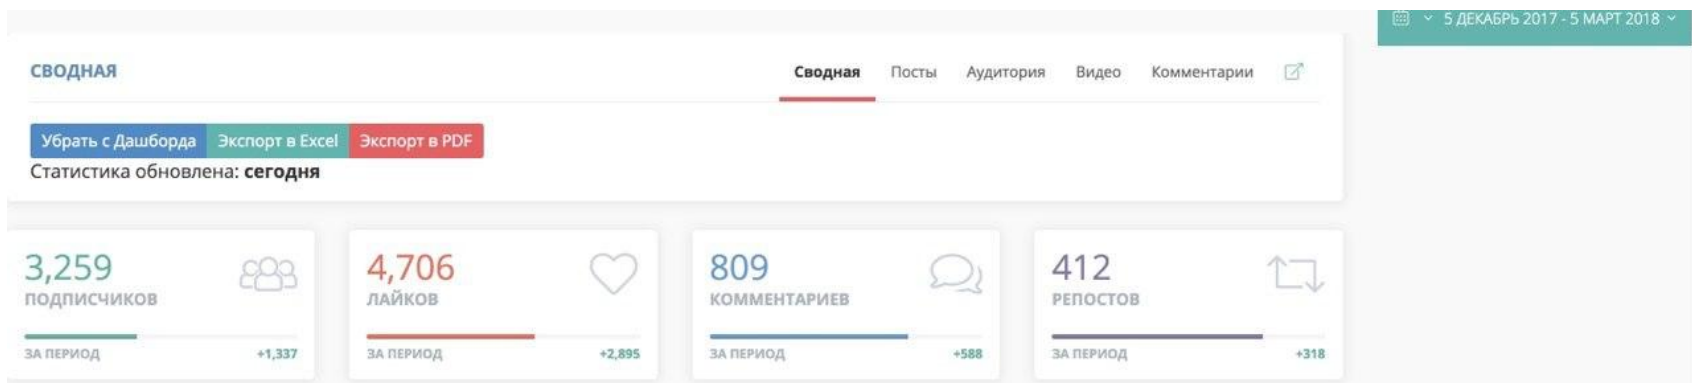 5 ДЕКАБРЬ 2017 - 5 МАРТ 2018
СВОДНАЯ
Сводная Посты Аудитория Видео Комментарии
Убрать с Дашборда Экспорт в Excel Экспорт в PDF
Статистика обновлена: сегодня
3,259
ПОДПИСЧИКОВ
ЗА ПЕРИОД +1,337
4,706
ЛАЙКОВ
ЗА ПЕРИОД +2,895
809
КОММЕНТАРИЕВ
ЗА ПЕРИОД +588
412
РЕПОСТОВ
ЗА ПЕРИОД +318